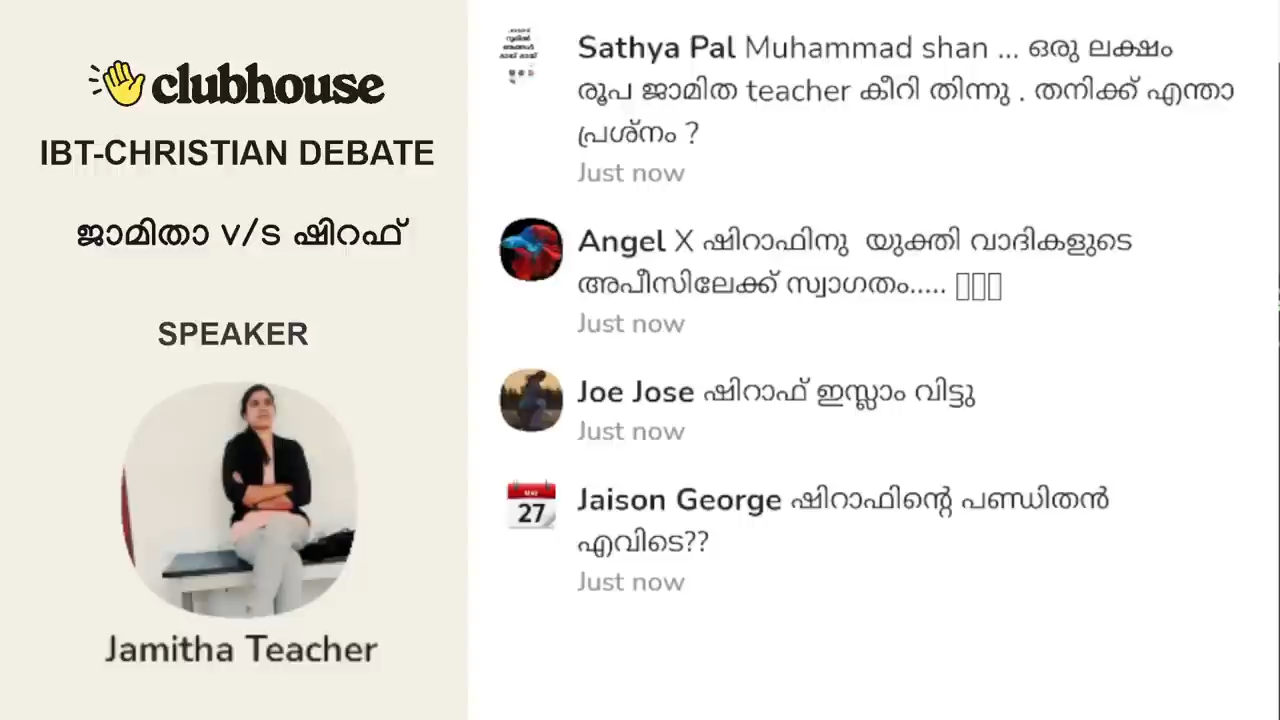 clubhouse
IBT-CHRISTIAN DEBATE
ജാമിതാ v/s ഷിറഫ്
SPEAKER
Jamitha Teacher
Sathya Pal Muhammad shan ... ഒരു ലക്ഷം
രൂപ ജാമിത teacher കീറി തിന്നു . തനിക്ക് എന്താ
പ്രശ്നം ?
Just now
Angel X ഷിറാഫിനു യുക്തി വാദികളുടെ
അപീസിലേക്ക് സ്വാഗതം.....
Just now
Joe Jose ഷിറാഫ് ഇസ്ലാം വിട്ടു
Just now
27
Jaison George ഷിറാഫിന്റെ പണ്ഡിതൻ
എവിടെ??
Just now